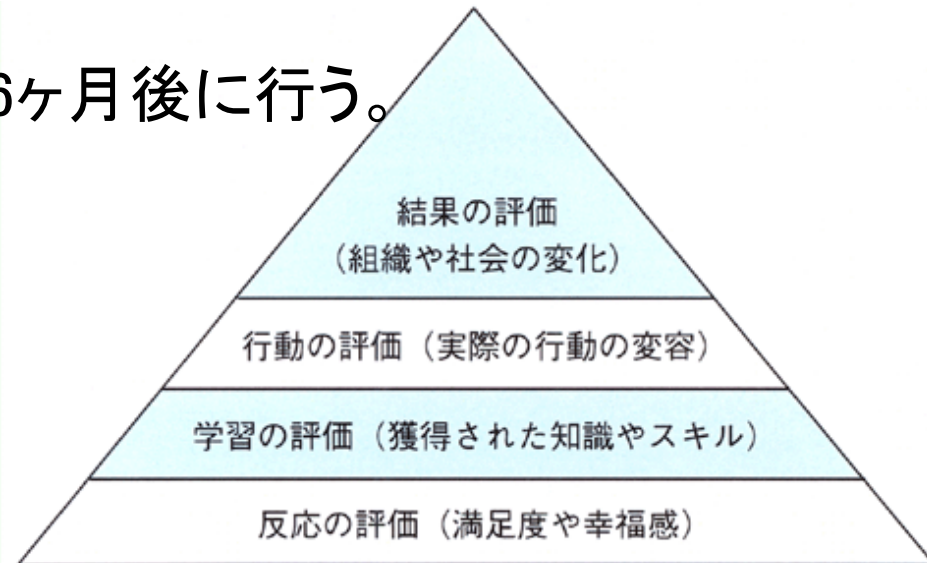 6ヶ月後に行う。
結果の評価
（組織や社会の変化）
行動の評価（実際の行動の変容）
学習の評価（獲得された知識やスキル）
反応の評価（満足度や幸福感）